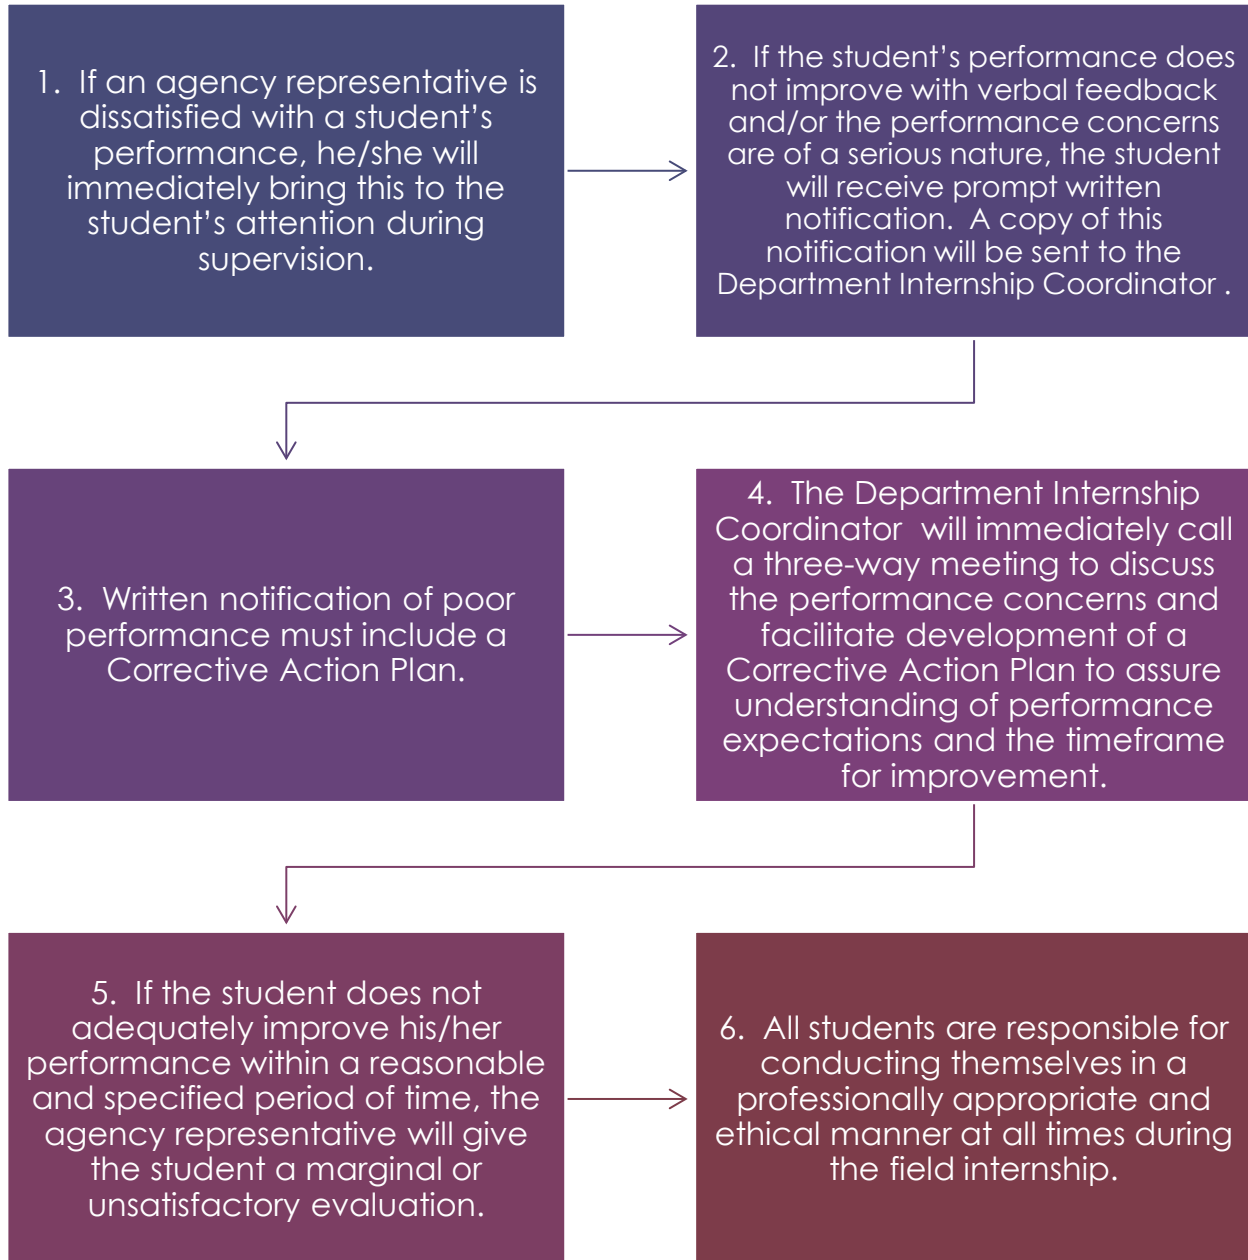 1. If an agency representative is
dissatisfied with a student’s
performance, he/she will
immediately bring this to the
student’s attention during
supervision.
2. If the student’s performance does
not improve with verbal feedback
and/or the performance concerns
are of a serious nature, the student
will receive prompt written
notification. A copy of this
notification will be sent to the
Department Internship Coordinator .
3. Written notification of poor
performance must include a
Corrective Action Plan.
4. The Department Internship
Coordinator will immediately call
a three-way meeting to discuss
the performance concerns and
facilitate development of a
Corrective Action Plan to assure
understanding of performance
expectations and the timeframe
for improvement.
5. If the student does not
adequately improve his/her
performance within a reasonable
and specified period of time, the
agency representative will give
the student a marginal or
unsatisfactory evaluation.
6. All students are responsible for
conducting themselves in a
professionally appropriate and
ethical manner at all times during
the field internship.